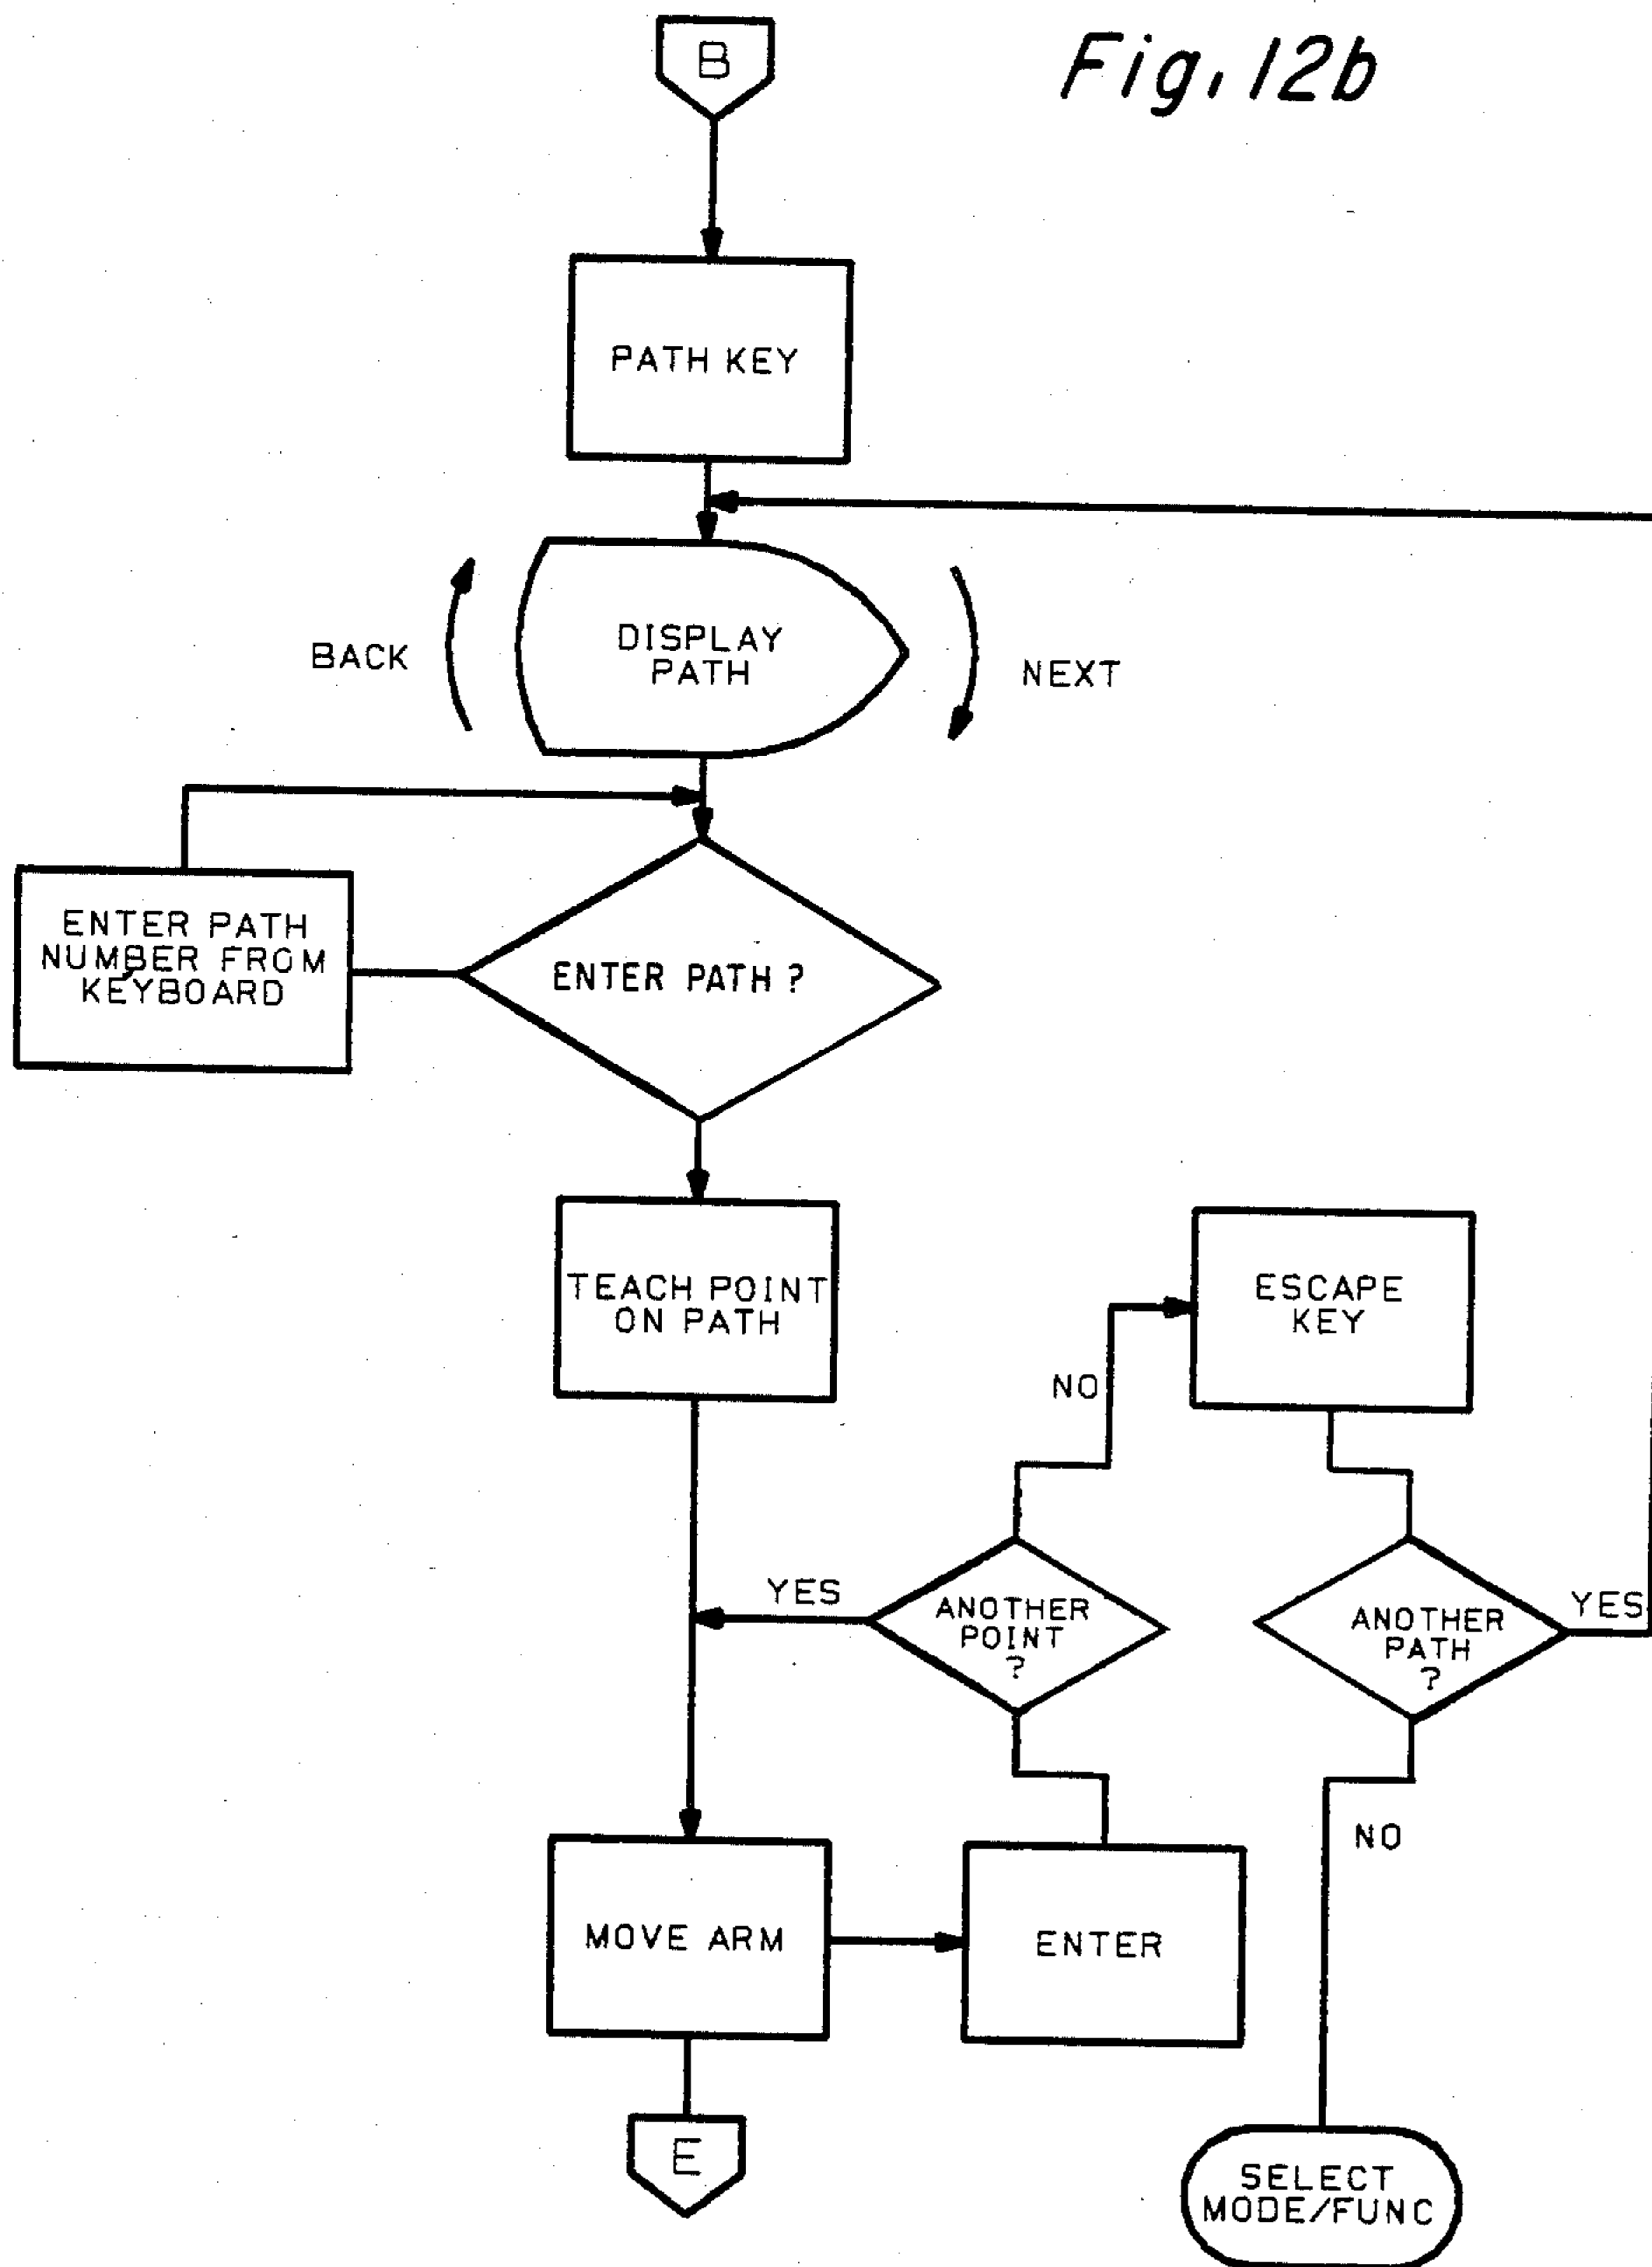 B
Fig. 12b
PATH KEY
DISPLAY
PATH
BACK
NEXT
ENTER PATH
NUMBER FROM
KEYBOARD
ENTER PATH ?
TEACH POINT
ON PATH
ESCAPE
KEY
NO
YES
ANOTHER
POINT
?
ANOTHER
PATH
?
YES
NO
MOVE ARM
ENTER
E
SELECT
MODE/FUNC